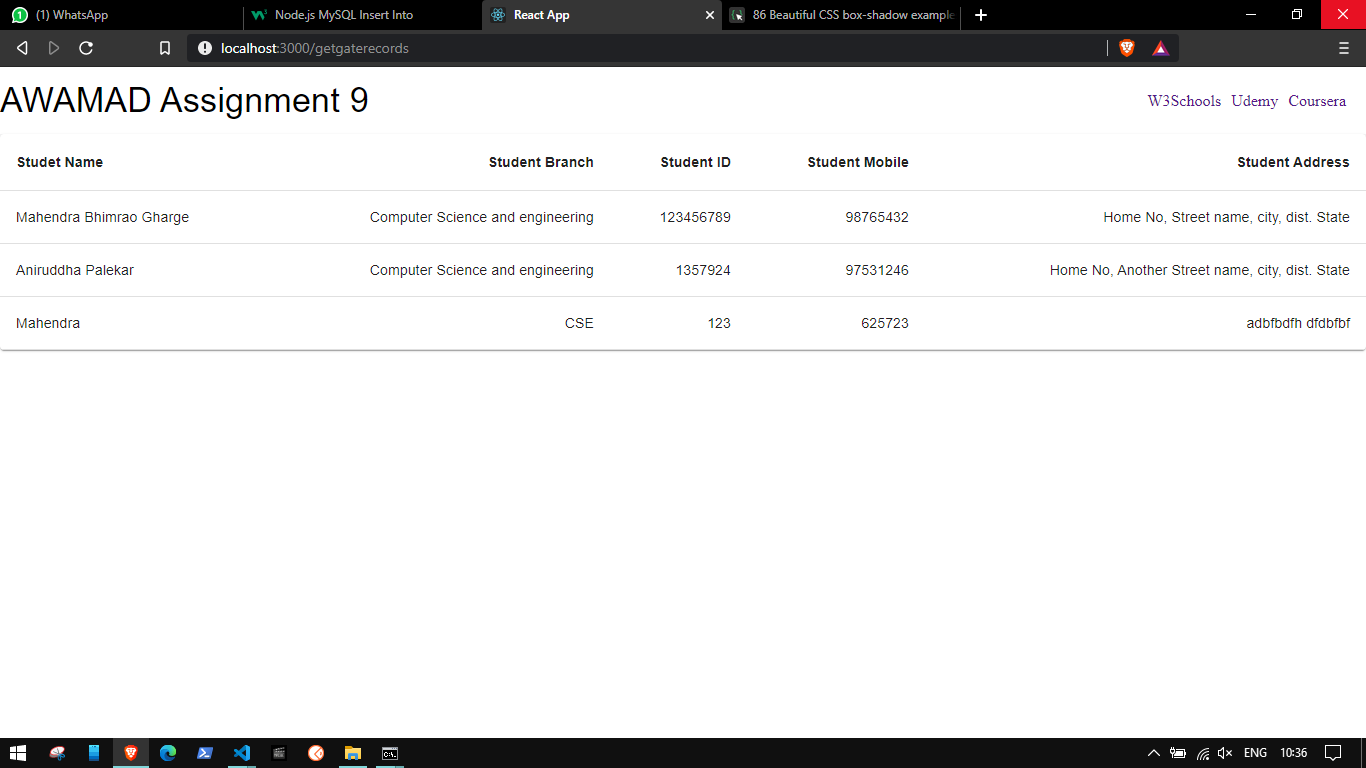 (1) WhatsApp
Node.js MySQL Insert Into
React App
86 Beautiful CSS box-shadow example
localhost:3000/getgaterecords
AWAMAD Assignment 9
W3Schools Udemy Coursera
Studet Name Student Branch Student ID Student Mobile Student Address
Mahendra Bhimrao Gharge Computer Science and engineering 123456789 98765432 Home No, Street name, city, dist. State
Aniruddha Palekar Computer Science and engineering 1357924 97531246 Home No, Another Street name, city, dist. State
Mahendra CSE 123 625723 adbfbdfh dfdbfbf
ENG 10:36